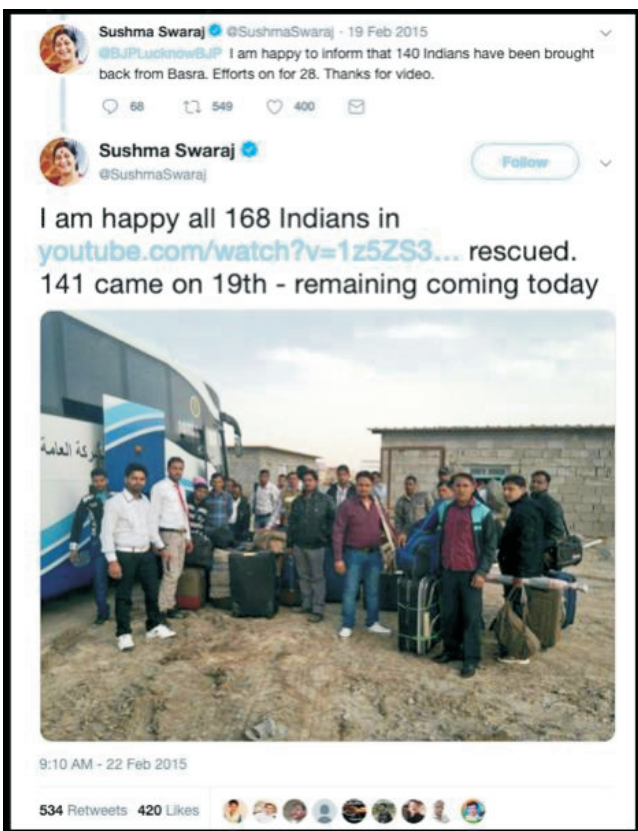 Sushma Swaraj @SushmaSwaraj · 19 Feb 2015
@BJPLucknowBJP I am happy to inform that 140 Indians have been brought
back from Basra. Efforts on for 28. Thanks for video.
68 549 400
Sushma Swaraj
@SushmaSwaraj
Follow
I am happy all 168 Indians in
youtube.com/watch?v=1z5ZS3... rescued.
141 came on 19th - remaining coming today
كة العامة
9:10 AM - 22 Feb 2015
534 Retweets 420 Likes